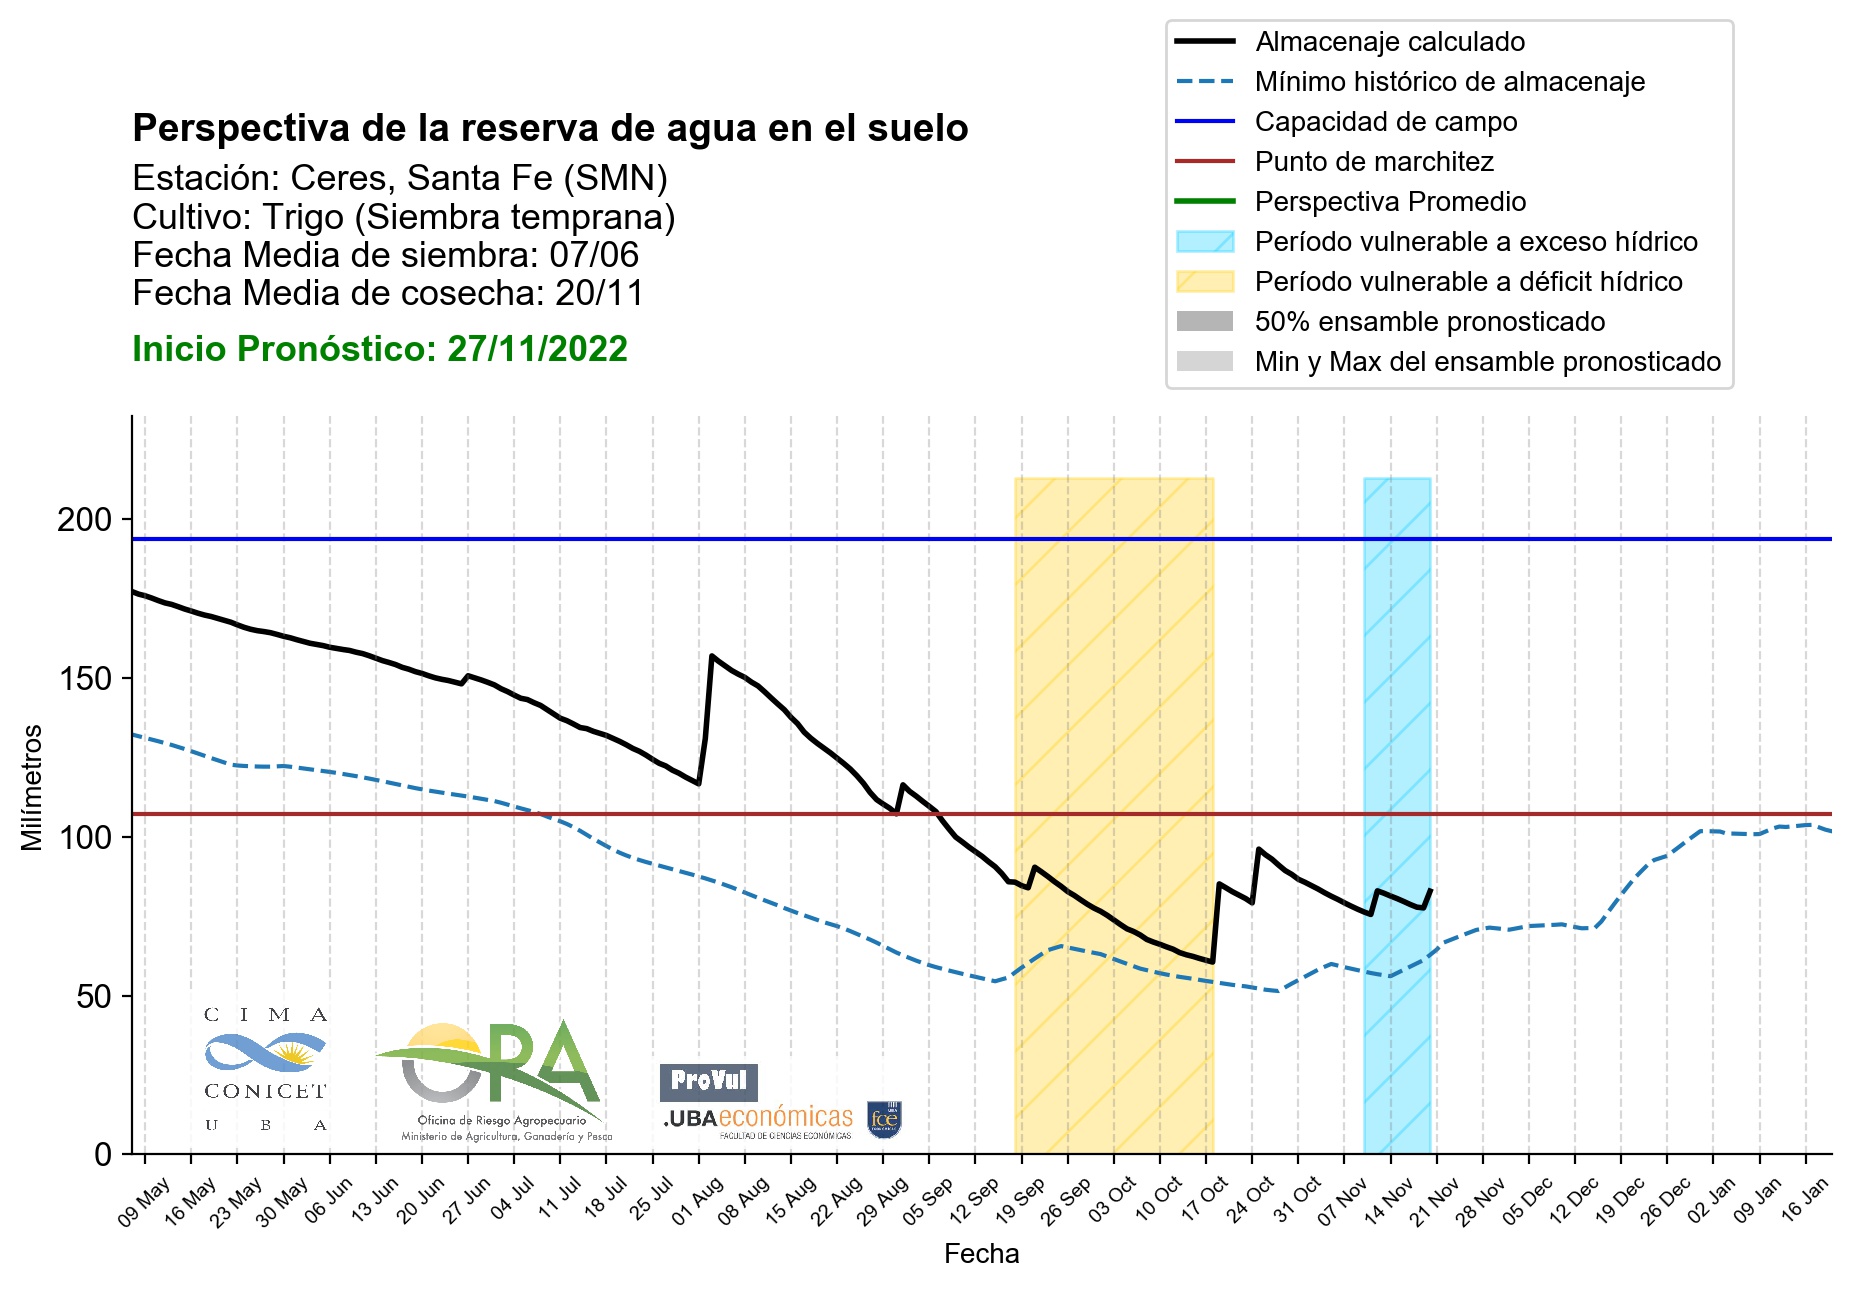 Almacenaje calculado
Mínimo histórico de almacenaje
Capacidad de campo
Punto de marchitez
Perspectiva Promedio
Período vulnerable a exceso hídrico
Período vulnerable a déficit hídrico
50% ensamble pronosticado
Min y Max del ensamble pronosticado
Perspectiva de la reserva de agua en el suelo
Estación: Ceres, Santa Fe (SMN)
Cultivo: Trigo (Siembra temprana)
Fecha Media de siembra: 07/06
Fecha Media de cosecha: 20/11
Inicio Pronóstico: 27/11/2022
Milímetros
200
150
100
50
0
CIMA
CONICET
UBA
OPA
Oficina de Riesgo Agropecuario
Ministerio de Agricultura, Ganadería y Pesca
ProVul
.UBAeconómicas
FACULTAD DE CIENCIAS ECONÓMICAS
fce
09 May 16 May 23 May 30 May 06 Jun 13 Jun 20 Jun 27 Jun 04 Jul 11 Jul 18 Jul 25 Jul 01 Aug 08 Aug 15 Aug 22 Aug 29 Aug 05 Sep 12 Sep 19 Sep 26 Sep 03 Oct 10 Oct 17 Oct 24 Oct 31 Oct 07 Nov 14 Nov 21 Nov 28 Nov 05 Dec 12 Dec 19 Dec 26 Dec 02 Jan 09 Jan 16 Jan
Fecha